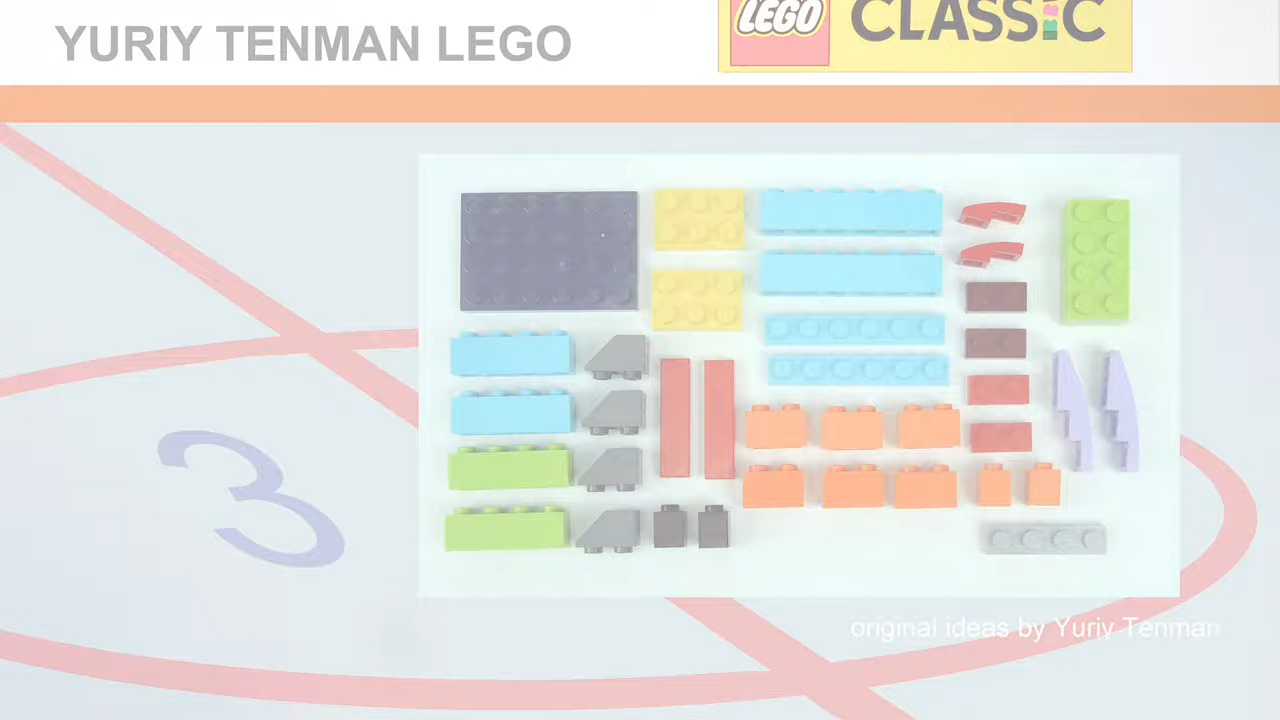 YURIY TENMAN LEGO
LEGO
CLASSIC
3
original ideas by Yuriy Tenman